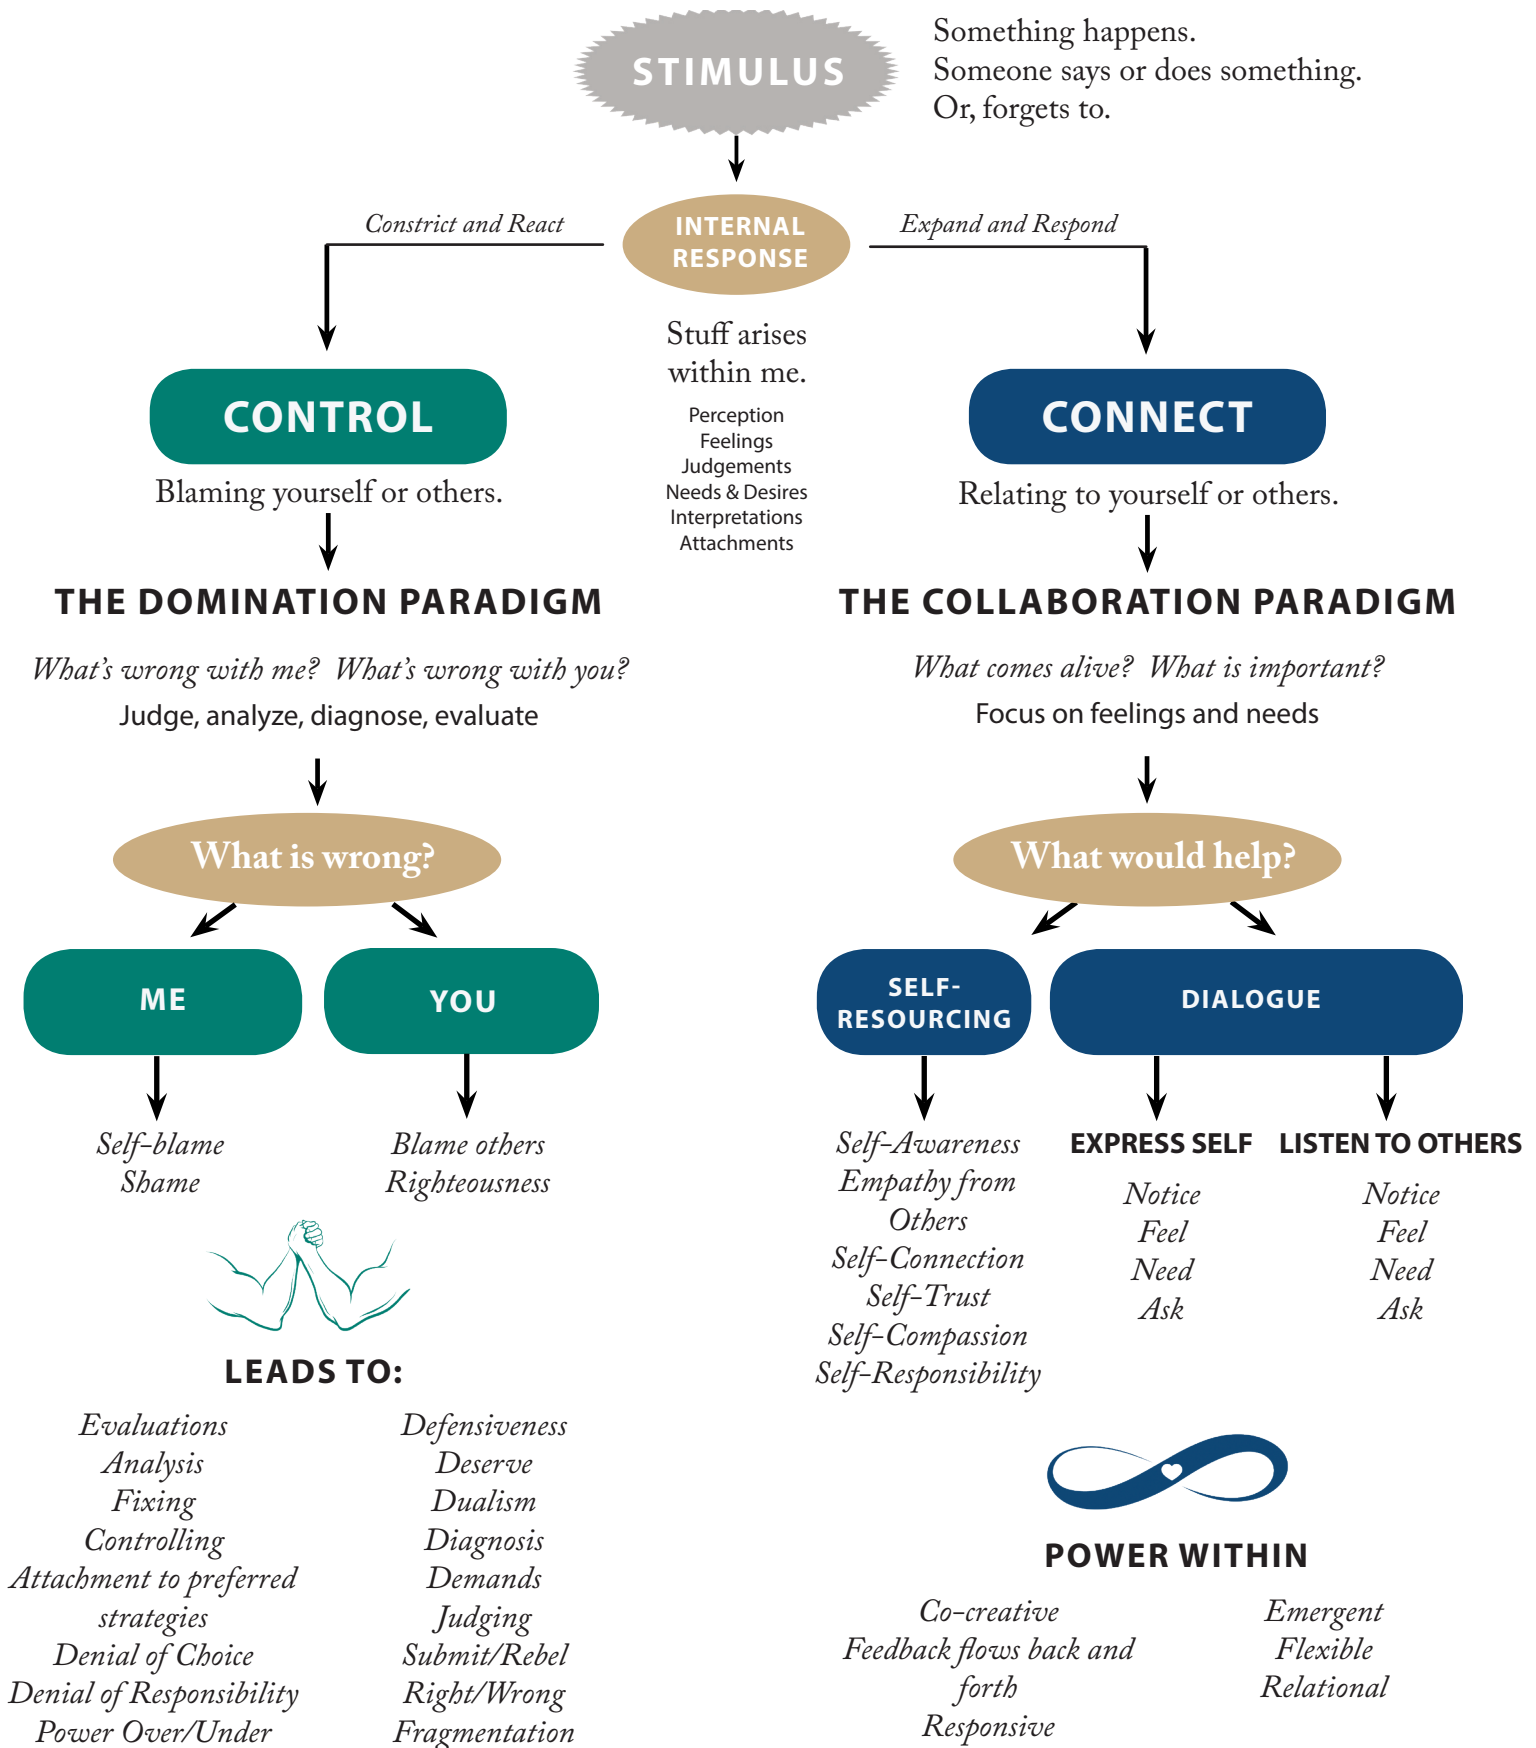 STIMULUS
Something happens.
Someone says or does something.
Or, forgets to.
Constrict and React
INTERNAL
RESPONSE
Expand and Respond
Stuff arises
within me.
Perception
Feelings
Judgements
Needs & Desires
Interpretations
Attachments
CONTROL
Blaming yourself or others.
THE DOMINATION PARADIGM
What's wrong with me?  What's wrong with you?
Judge, analyze, diagnose, evaluate
What is wrong?
ME
YOU
Self-blame
Shame
Blame others
Righteousness
LEADS TO:
Evaluations
Analysis
Fixing
Controlling
Attachment to preferred
strategies
Denial of Choice
Denial of Responsibility
Power Over/Under
Defensiveness
Deserve
Dualism
Diagnosis
Demands
Judging
Submit/Rebel
Right/Wrong
Fragmentation
CONNECT
Relating to yourself or others.
THE COLLABORATION PARADIGM
What comes alive?  What is important?
Focus on feelings and needs
What would help?
SELF-
RESOURCING
DIALOGUE
Self-Awareness
Empathy from
Others
Self-Connection
Self-Trust
Self-Compassion
Self-Responsibility
EXPRESS SELF
Notice
Feel
Need
Ask
LISTEN TO OTHERS
Notice
Feel
Need
Ask
POWER WITHIN
Co-creative
Feedback flows back and
forth
Responsive
Emergent
Flexible
Relational